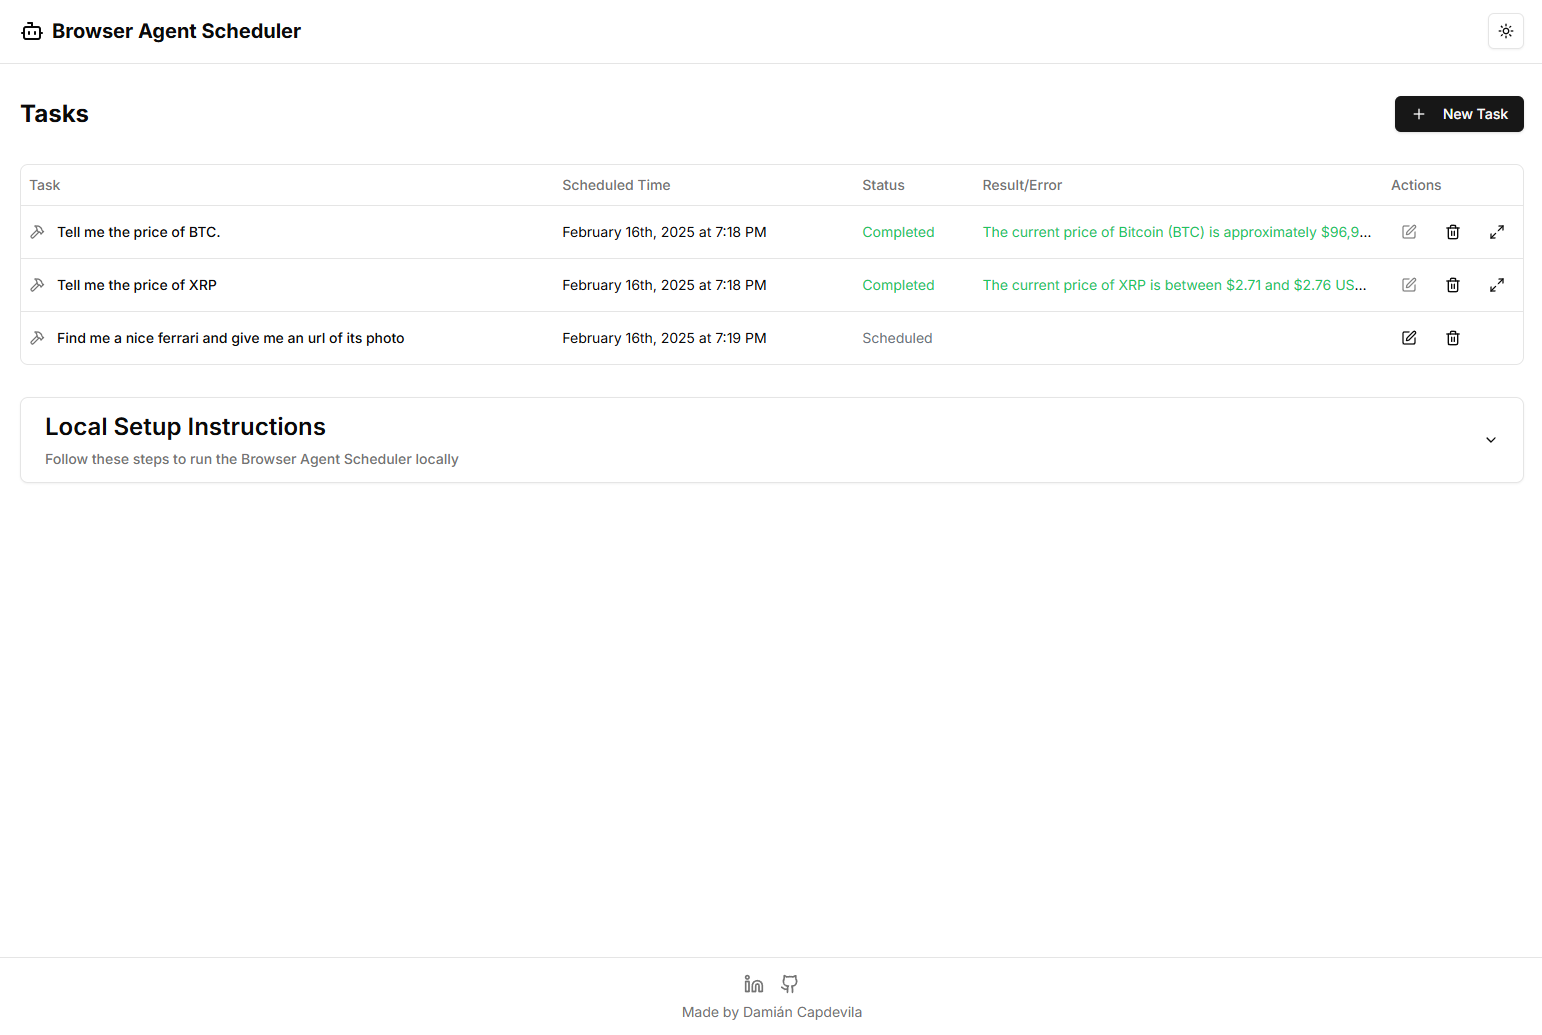 Browser Agent Scheduler
Tasks
New Task
Task Scheduled Time Status Result/Error Actions
Tell me the price of BTC. February 16th, 2025 at 7:18 PM Completed The current price of Bitcoin (BTC) is approximately $96,9...
Tell me the price of XRP February 16th, 2025 at 7:18 PM Completed The current price of XRP is between $2.71 and $2.76 US...
Find me a nice ferrari and give me an url of its photo February 16th, 2025 at 7:19 PM Scheduled
Local Setup Instructions
Follow these steps to run the Browser Agent Scheduler locally
Made by Damián Capdevila